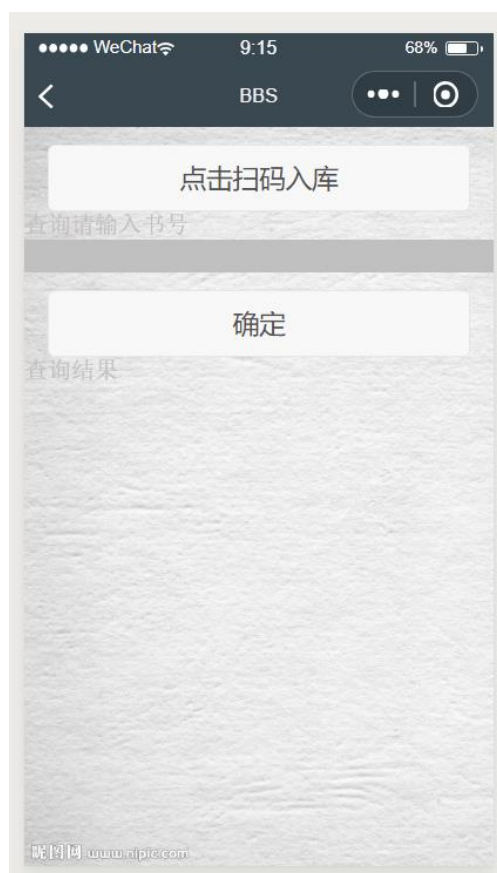 ●●●●● WeChat 9:15 68%
BBS
点击扫码入库
查询请输入书号
确定
查询结果
昵图网 www.nipic.com